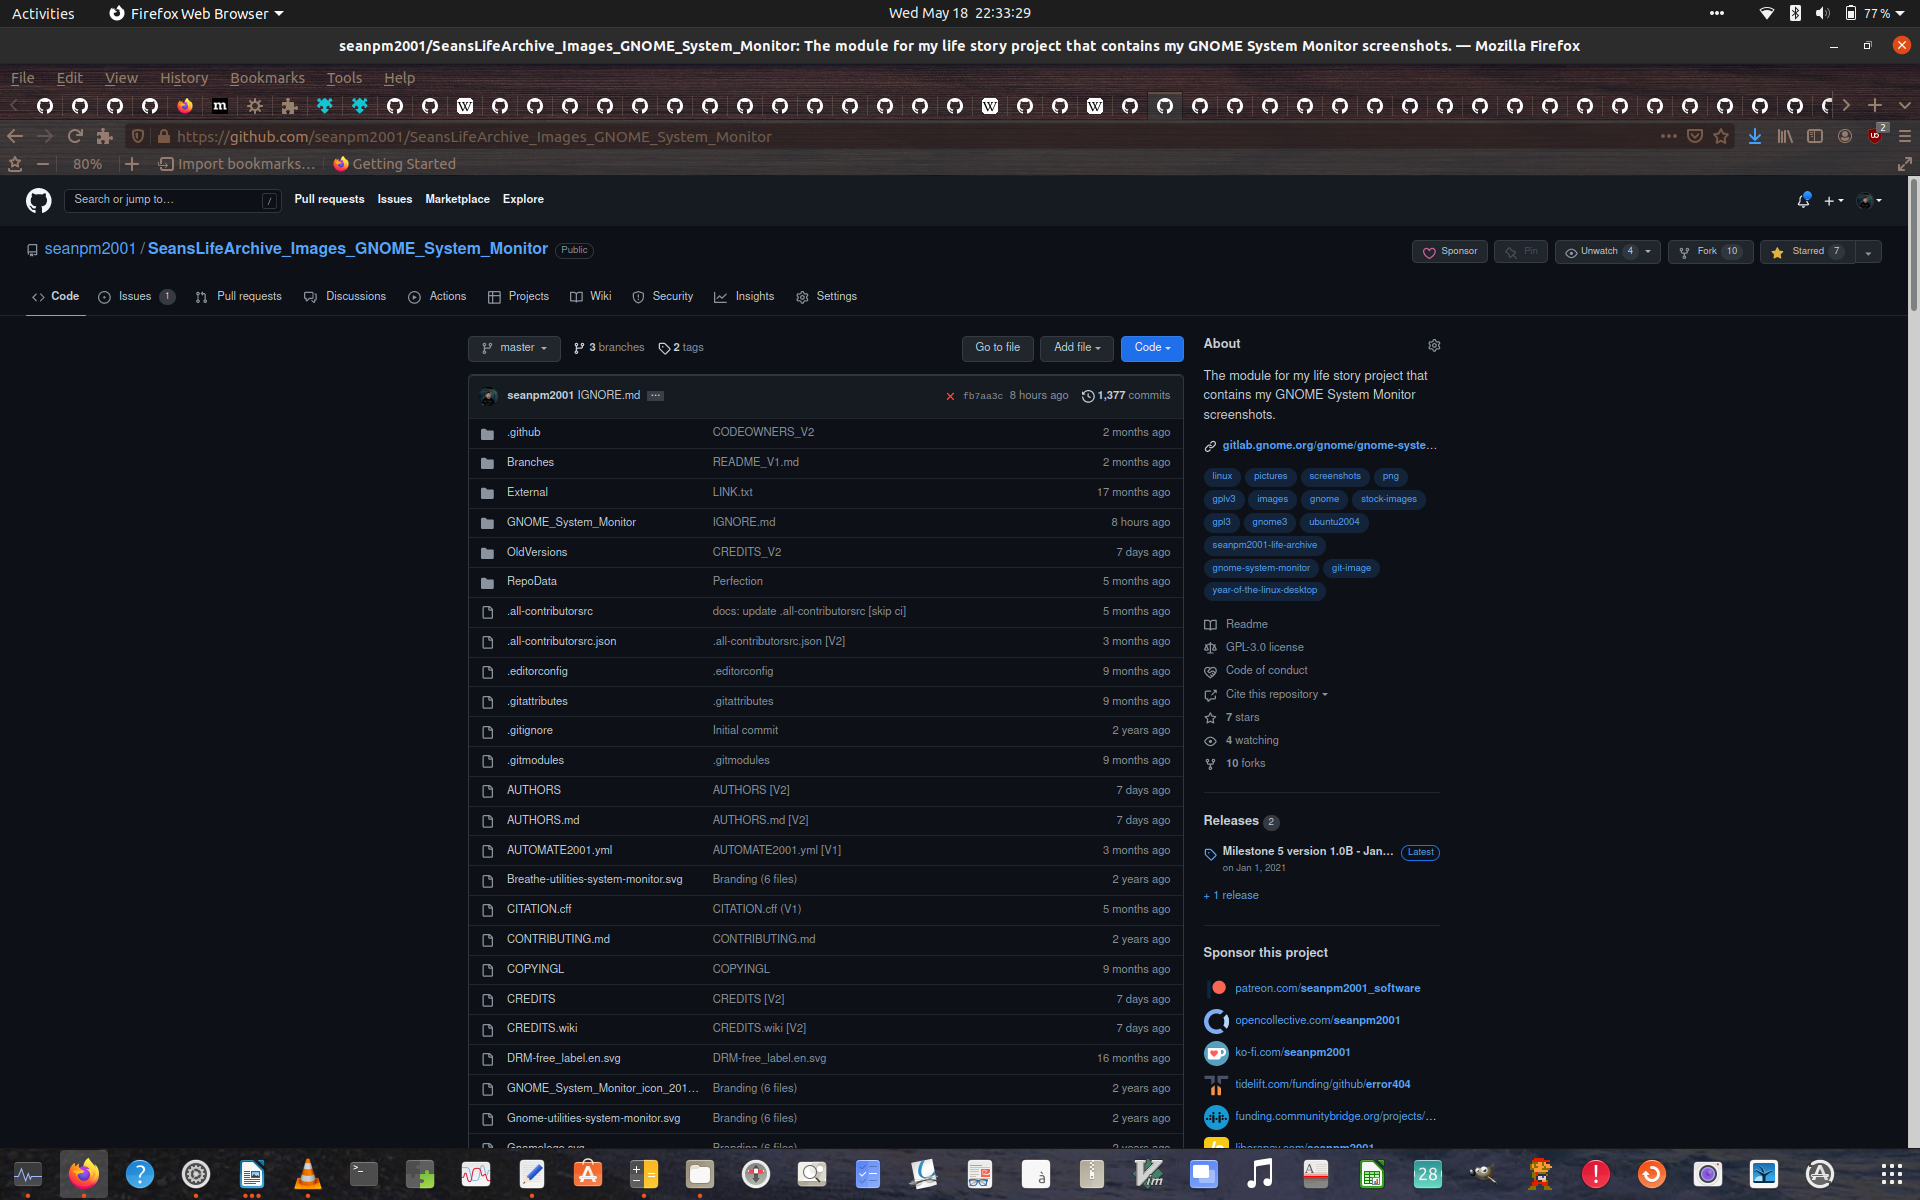 Activities
Firefox Web Browser
Wed May 18 22:33:29
77%
seanpm2001/SeansLifeArchive_Images_GNOME_System_Monitor: The module for my life story project that contains my GNOME System Monitor screenshots. — Mozilla Firefox
File Edit View History Bookmarks Tools Help
https://github.com/seanpm2001/SeansLifeArchive_Images_GNOME_System_Monitor
2
80%
Import bookmarks...
Getting Started
Search or jump to... /
Pull requests Issues Marketplace Explore
seanpm2001 / SeansLifeArchive_Images_GNOME_System_Monitor Public
Sponsor Pin Unwatch 4 Fork 10 Starred 7
Code Issues 1 Pull requests Discussions Actions Projects Wiki Security Insights Settings
master 3 branches 2 tags Go to file Add file Code
seanpm2001 IGNORE.md ... fb7aa3c 8 hours ago 1,377 commits
.github CODEOWNERS_V2 2 months ago
Branches README_V1.md 2 months ago
External LINK.txt 17 months ago
GNOME_System_Monitor IGNORE.md 8 hours ago
OldVersions CREDITS_V2 7 days ago
RepoData Perfection 5 months ago
.all-contributorsrc docs: update .all-contributorsrc [skip ci] 5 months ago
.all-contributorsrc.json .all-contributorsrc.json [V2] 3 months ago
.editorconfig .editorconfig 9 months ago
.gitattributes .gitattributes 9 months ago
.gitignore Initial commit 2 years ago
.gitmodules .gitmodules 9 months ago
AUTHORS AUTHORS [V2] 7 days ago
AUTHORS.md AUTHORS.md [V2] 7 days ago
AUTOMATE2001.yml AUTOMATE2001.yml [V1] 3 months ago
Breathe-utilities-system-monitor.svg Branding (6 files) 2 years ago
CITATION.cff CITATION.cff (V1) 5 months ago
CONTRIBUTING.md CONTRIBUTING.md 2 years ago
COPYINGL COPYINGL 9 months ago
CREDITS CREDITS [V2] 7 days ago
CREDITS.wiki CREDITS.wiki [V2] 7 days ago
DRM-free_label.en.svg DRM-free_label.en.svg 16 months ago
GNOME_System_Monitor_icon_201... Branding (6 files) 2 years ago
Gnome-utilities-system-monitor.svg Branding (6 files) 2 years ago
Gnomelogo.svg Branding (6 files) 2 years ago
About
The module for my life story project that
contains my GNOME System Monitor
screenshots.
gitlab.gnome.org/gnome/gnome-syste...
linux pictures screenshots png
gplv3 images gnome stock-images
gpl3 gnome3 ubuntu2004
seanpm2001-life-archive
gnome-system-monitor git-image
year-of-the-linux-desktop
Readme
GPL-3.0 license
Code of conduct
Cite this repository
7 stars
4 watching
10 forks
Releases 2
Milestone 5 version 1.0B - Jan... Latest
on Jan 1, 2021
+ 1 release
Sponsor this project
patreon.com/seanpm2001_software
opencollective.com/seanpm2001
ko-fi.com/seanpm2001
tidelift.com/funding/github/error404
funding.communitybridge.org/projects/...
liberapay.com/seanpm2001
28